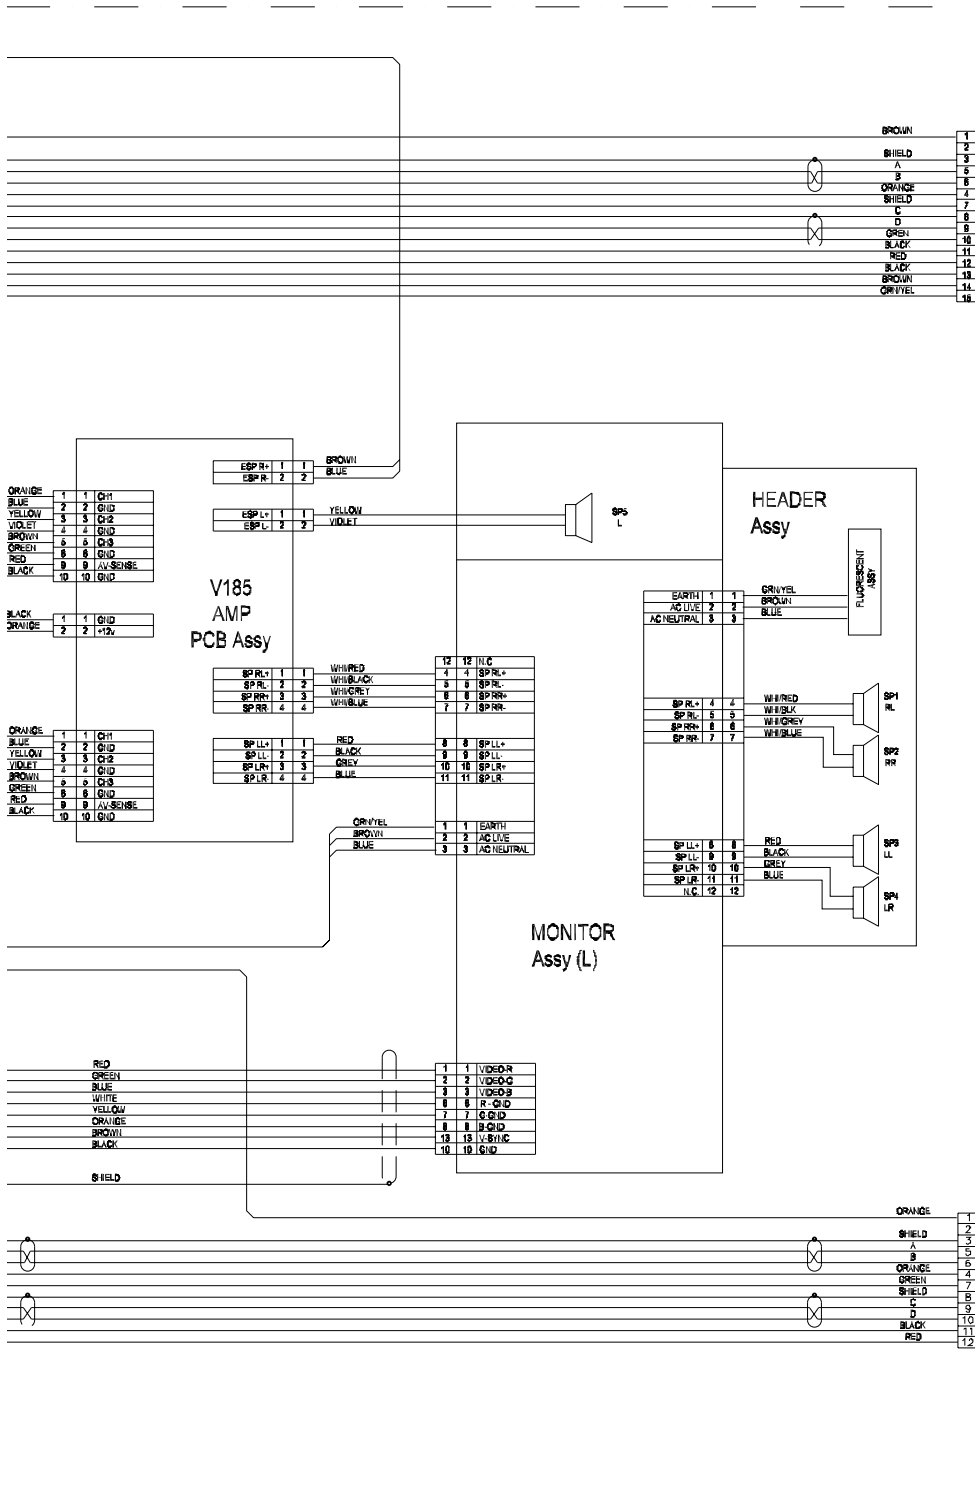 BROWN 1
2
SHIELD 3
A 5
B 6
ORANGE 4
SHIELD 7
C 8
D 9
GREN 10
BLACK 11
RED 12
BLACK 13
BROWN 14
GRN/YEL 15
ESP R+ 1 1 BROWN
ESP R- 2 2 BLUE
ESP L+ 1 1 YELLOW
ESP L- 2 2 VIOLET
SP5
L
HEADER
Assy
ORANGE 1 1 CH1
BLUE 2 2 GND
YELLOW 3 3 CH2
VIOLET 4 4 GND
BROWN 5 5 CH3
GREEN 6 6 GND
RED 9 9 AV-SENSE
BLACK 10 10 GND
V185
AMP
PCB Assy
FLUORESCENT
ASSY
EARTH 1 1 GRN/YEL
AC LIVE 2 2 BROWN
AC NEUTRAL 3 3 BLUE
BLACK 1 1 GND
ORANGE 2 2 +12v
SP RL+ 1 1 WHI/RED
SP RL- 2 2 WHI/BLACK
SP RR+ 3 3 WHI/GREY
SP RR- 4 4 WHI/BLUE
12 12 N.C
4 4 SP RL+
5 5 SP RL-
6 6 SP RR+
7 7 SP RR-
SP RL+ 4 4 WHI/RED
SP RL- 5 5 WHI/BLK
SP RR+ 6 6 WHI/GREY
SP RR- 7 7 WHI/BLUE
SP1
RL
SP2
RR
ORANGE 1 1 CH1
BLUE 2 2 GND
YELLOW 3 3 CH2
VIOLET 4 4 GND
BROWN 5 5 CH3
GREEN 6 6 GND
RED 9 9 AV-SENSE
BLACK 10 10 GND
SP LL+ 1 1 RED
SP LL- 2 2 BLACK
SP LR+ 3 3 GREY
SP LR- 4 4 BLUE
8 8 SP LL+
9 9 SP LL-
10 10 SP LR+
11 11 SP LR-
GRN/YEL 1 1 EARTH
BROWN 2 2 AC LIVE
BLUE 3 3 AC NEUTRAL
SP LL+ 8 8 RED
SP LL- 9 9 BLACK
SP LR+ 10 10 GREY
SP LR- 11 11 BLUE
N.C. 12 12
SP3
LL
SP4
LR
MONITOR
Assy (L)
RED 1 1 VIDEO-R
GREEN 2 2 VIDEO-G
BLUE 3 3 VIDEO-B
WHITE 6 6 R-GND
YELLOW 7 7 G-GND
ORANGE 8 8 B-GND
BROWN 13 13 V-SYNC
BLACK 10 10 GND
SHIELD
ORANGE 1
2
SHIELD 3
A 5
B 6
ORANGE 4
GREEN 7
SHIELD 8
C 9
D 10
BLACK 11
RED 12